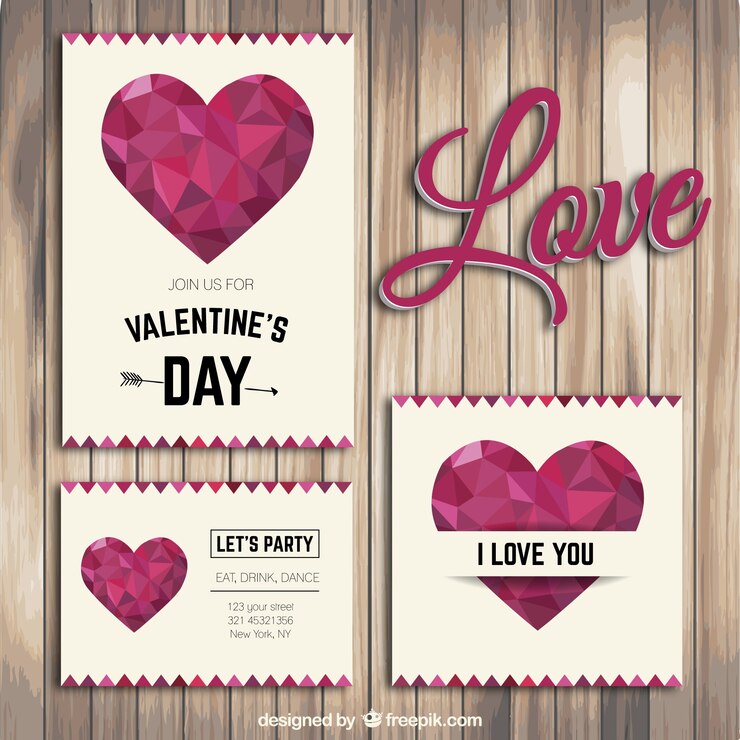 JOIN US FOR
VALENTINE'S
DAY
Love
LET'S PARTY
EAT, DRINK, DANCE
123 your street
321 45321356
New York, NY
I LOVE YOU
designed by freepik.com